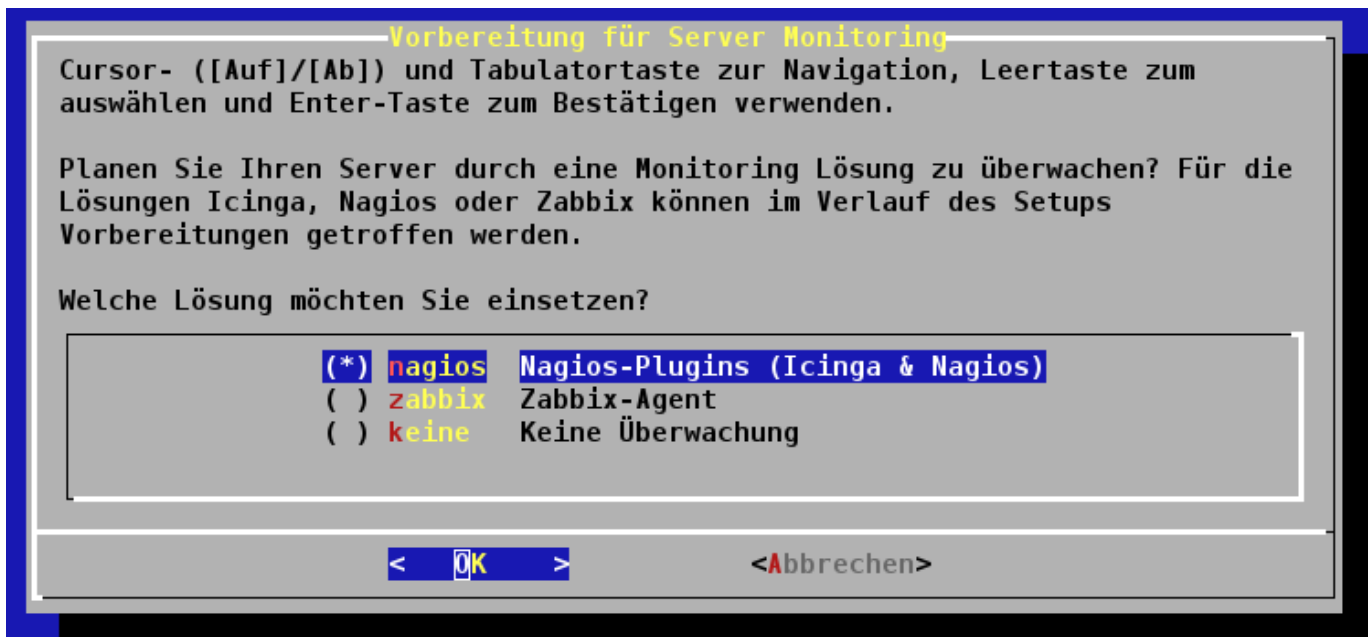 Vorbereitung für Server Monitoring
Cursor- ([Auf]/[Ab]) und Tabulatortaste zur Navigation, Leertaste zum
auswählen und Enter-Taste zum Bestätigen verwenden.
Planen Sie Ihren Server durch eine Monitoring Lösung zu überwachen? Für die
Lösungen Icinga, Nagios oder Zabbix können im Verlauf des Setups
Vorbereitungen getroffen werden.
Welche Lösung möchten Sie einsetzen?
(*) nagios Nagios-Plugins (Icinga & Nagios)
( ) zabbix Zabbix-Agent
( ) keine Keine Überwachung
< OK > <Abbrechen>